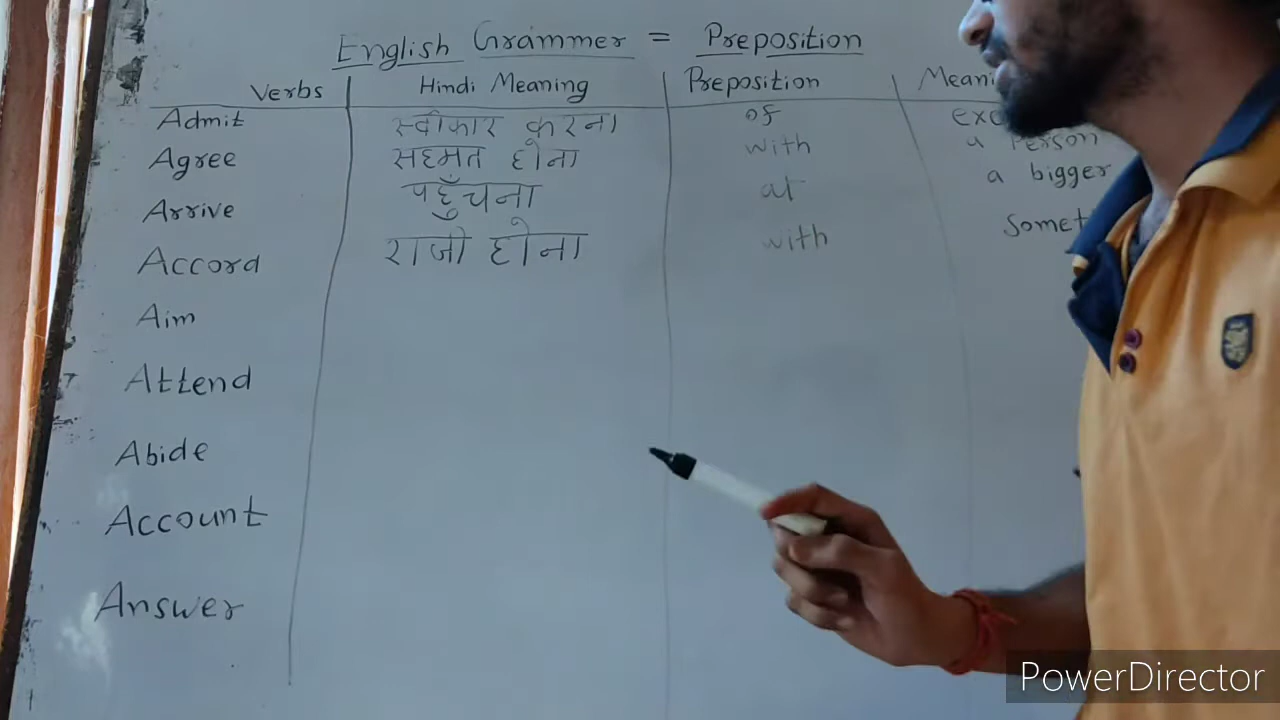 English Grammer = Preposition
Verbs Hindi Meaning Preposition
Admit स्वीकार करना of
Agree सहमत होना with a Person
Arrive पहुँचना at a bigger
Accord राजी होना with
Aim
Attend
Abide
Account
Answer
PowerDirector